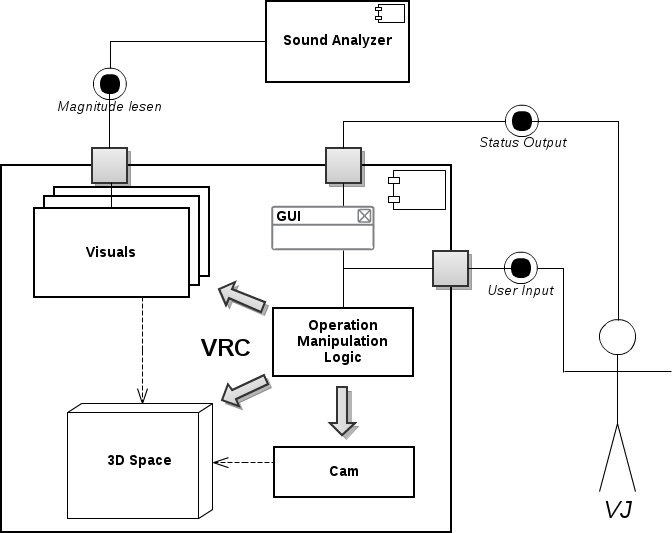 Sound Analyzer
Magnitude lesen
Status Output
GUI
Visuals
User Input
Operation
Manipulation
Logic
VRC
3D Space
Cam
VJ